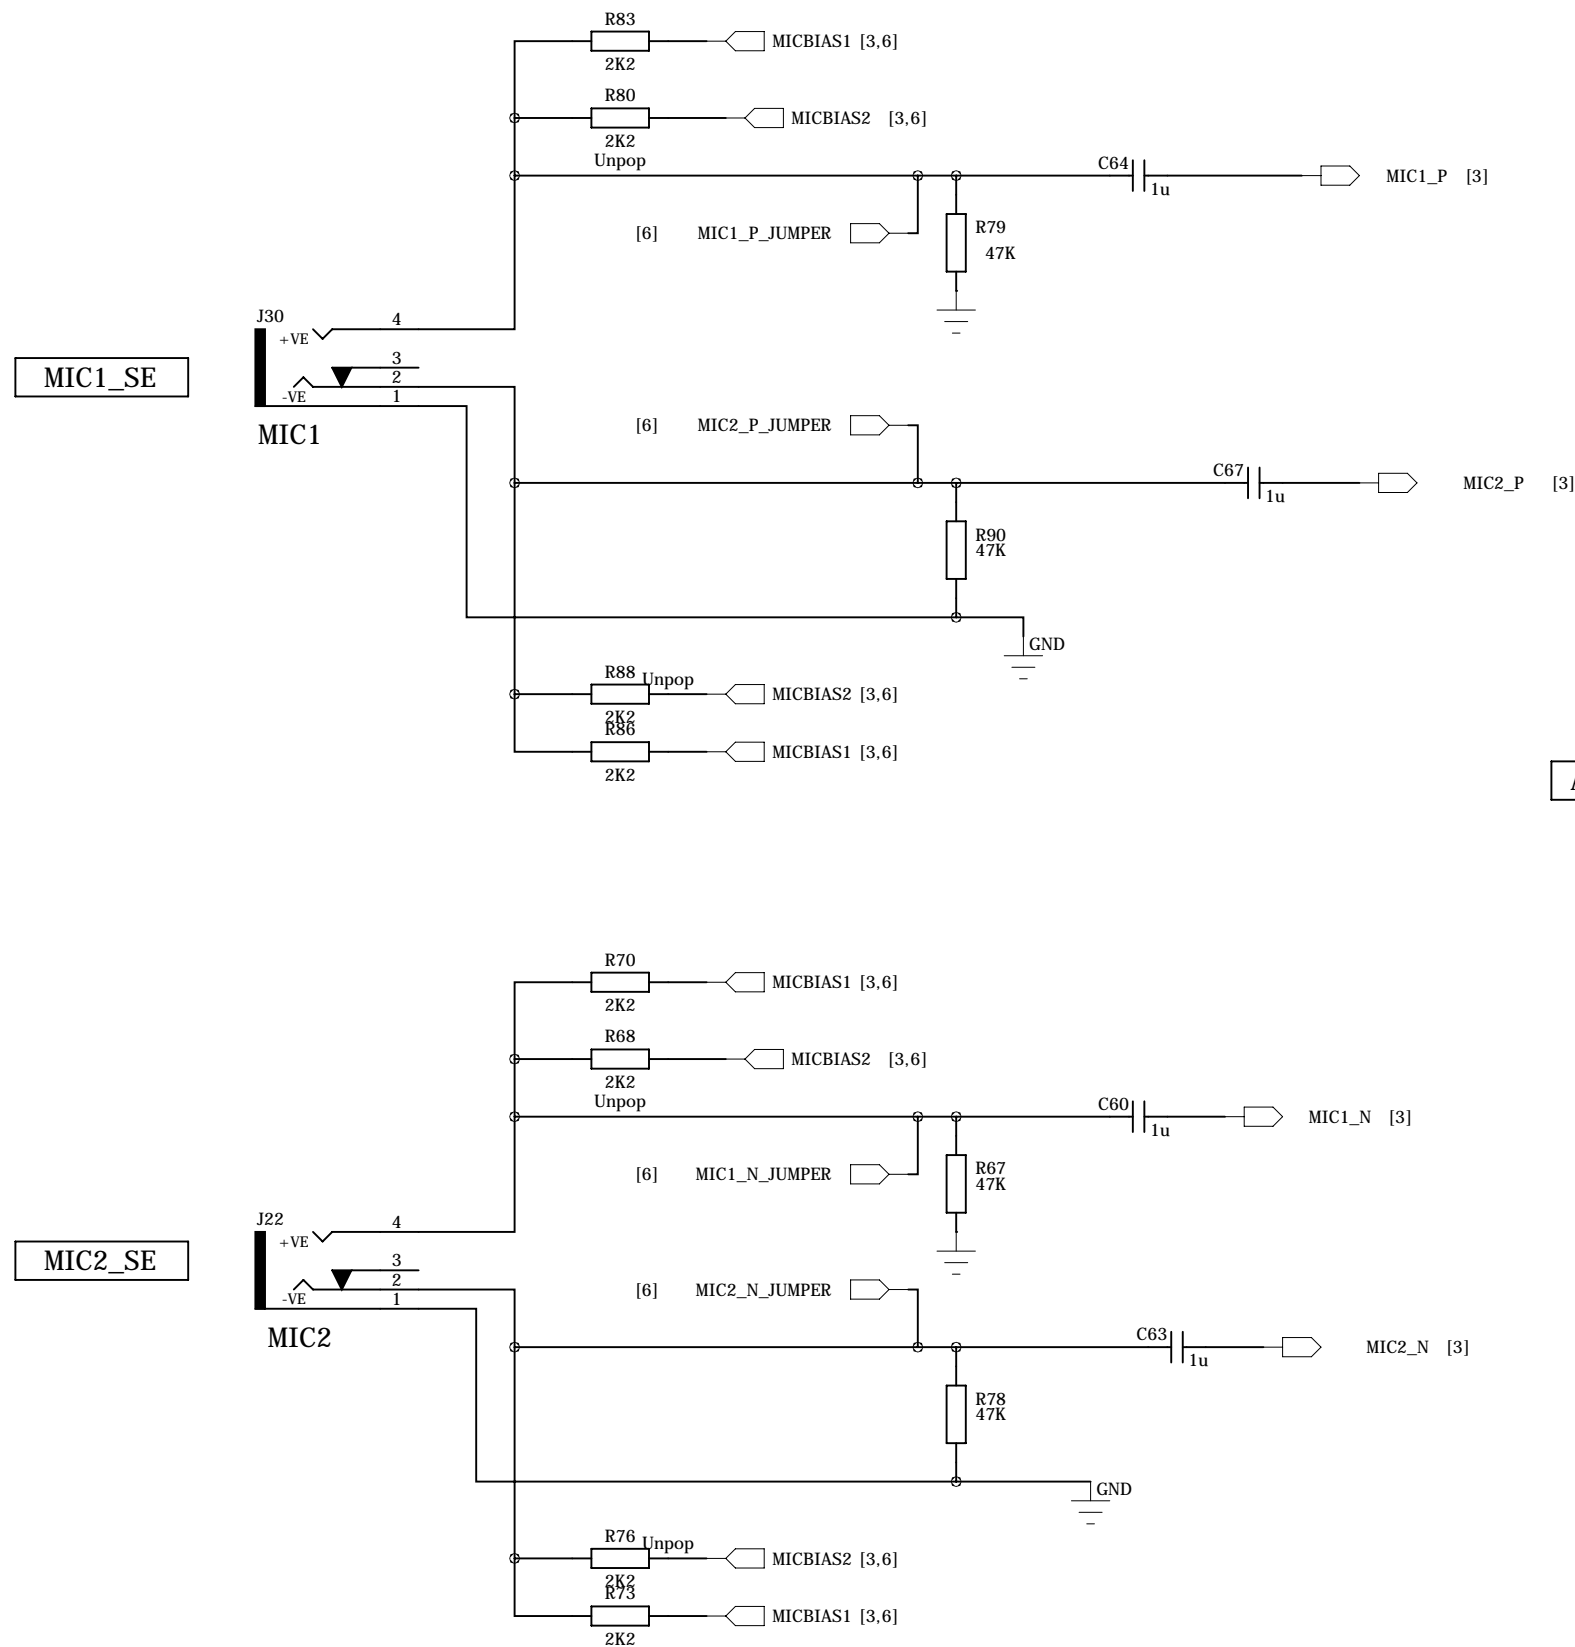 R83
MICBIAS1 [3,6]
2K2
R80
MICBIAS2 [3,6]
2K2
Unpop
C64
1u
MIC1_P [3]
[6] MIC1_P_JUMPER
R79
47K
J30
+VE
4
3
2
1
-VE
MIC1_SE
MIC1
[6] MIC2_P_JUMPER
C67
1u
MIC2_P [3]
R90
47K
GND
R88
Unpop
MICBIAS2 [3,6]
2K2
R86
MICBIAS1 [3,6]
2K2
R70
MICBIAS1 [3,6]
2K2
R68
MICBIAS2 [3,6]
2K2
Unpop
C60
1u
MIC1_N [3]
[6] MIC1_N_JUMPER
R67
47K
J22
+VE
4
3
2
1
-VE
MIC2_SE
MIC2
[6] MIC2_N_JUMPER
C63
1u
MIC2_N [3]
R78
47K
GND
R76
Unpop
MICBIAS2 [3,6]
2K2
R73
MICBIAS1 [3,6]
2K2